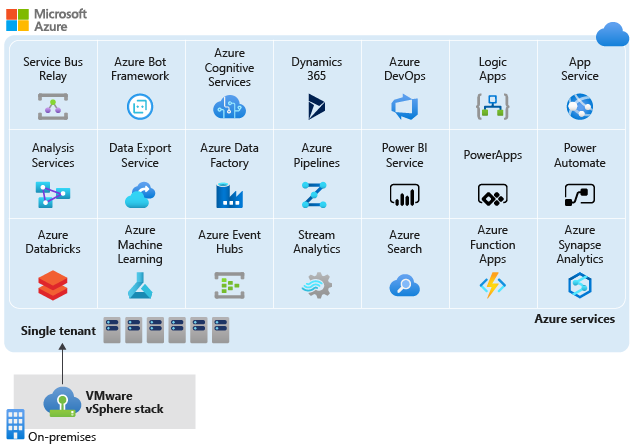 Microsoft
Azure
Service Bus
Relay
Azure Bot
Framework
Azure
Cognitive
Services
Dynamics
365
Azure
DevOps
Logic
Apps
App
Service
Analysis
Services
Data Export
Service
Azure Data
Factory
Azure
Pipelines
Power BI
Service
PowerApps
Power
Automate
Azure
Databricks
Azure
Machine
Learning
Azure Event
Hubs
Stream
Analytics
Azure
Search
Azure
Function
Apps
Azure
Synapse
Analytics
Single tenant
Azure services
VMware
vSphere stack
On-premises